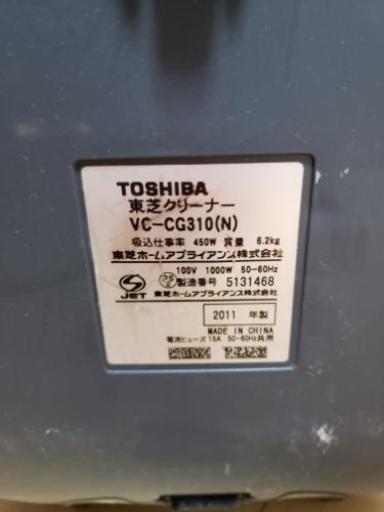 TOSHIBA
東芝クリーナー
VC-CG310(N)
吸込仕事率 450W 質量 6.2kg
東芝ホームアプライアンス株式会社
100V 1000W 50-60Hz
製造番号 5131468
JET 東芝ホームアプライアンス株式会社
2011 年製
MADE IN CHINA
電流ヒューズ 15A 50-60Hz共用